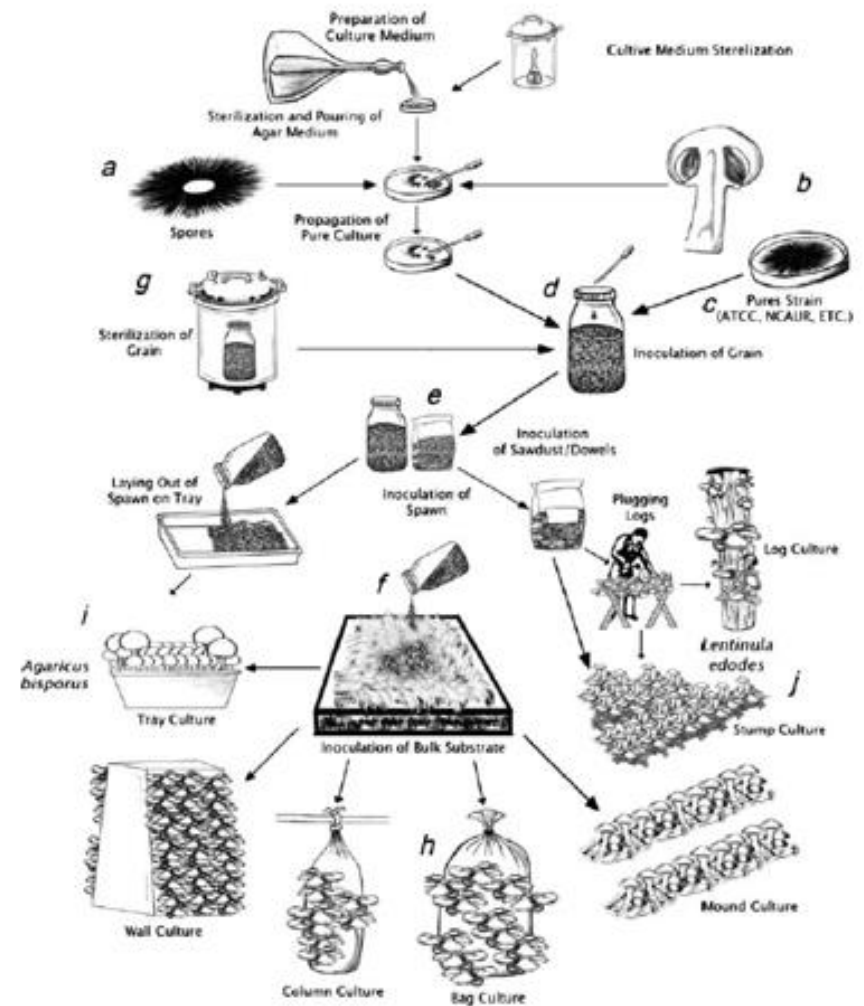 Preparation of
Culture Medium
Cultive Medium Sterelization
Sterilization and Pouring of
Agar Medium
a
Spores
b
Propagation of
Pure Culture
c
Pures Strain
(ATCC, NCAUR, ETC.)
g
Sterilization of
Grain
d
Inoculation of Grain
e
Inoculation
of Sawdust/Dowels
Laying Out of
Spawn on Tray
Inoculation of
Spawn
Plugging
Logs
Log Culture
f
i
Agaricus
bisporus
Tray Culture
Lentinula
edodes
j
Stump Culture
Inoculation of Bulk Substrate
h
Wall Culture
Column Culture
Bag Culture
Mound Culture